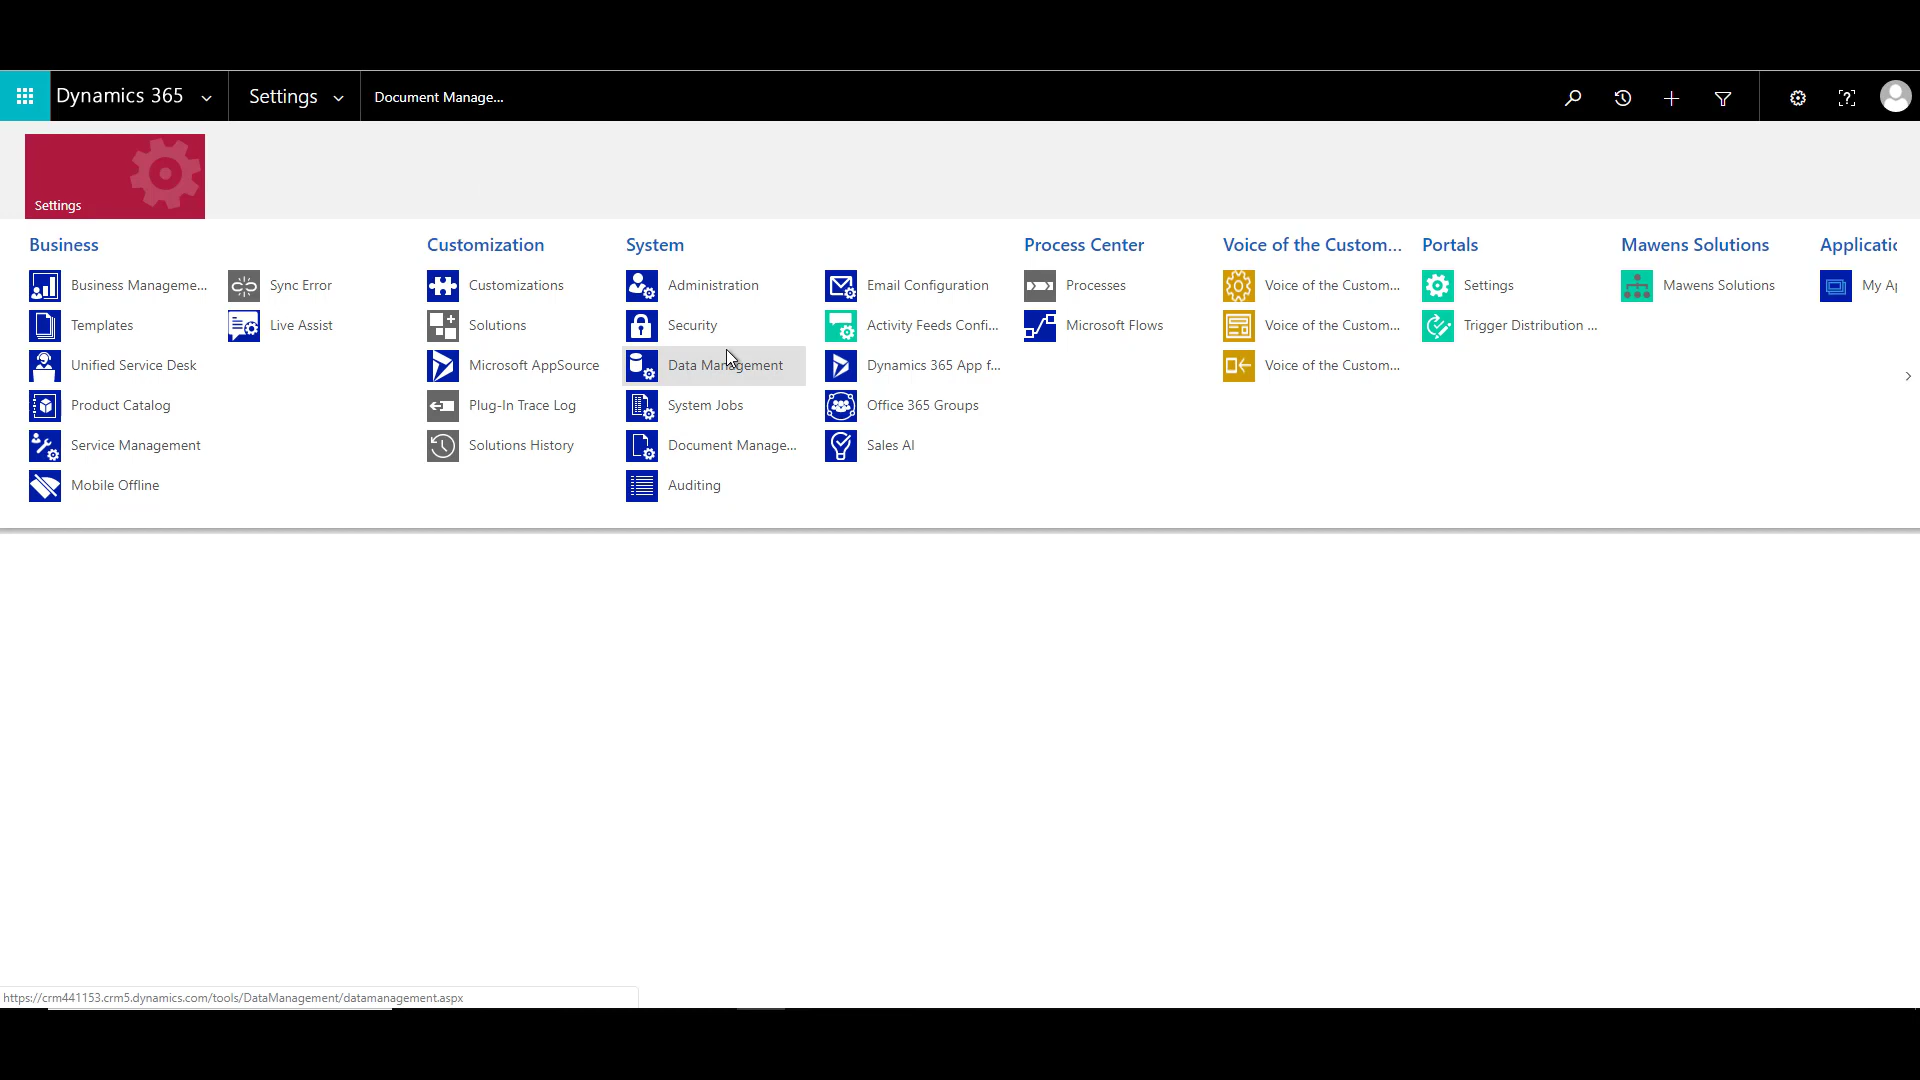 Dynamics 365
Settings
Document Manage...
Settings
Business
Business Manageme...
Templates
Unified Service Desk
Product Catalog
Service Management
Mobile Offline
Sync Error
Live Assist
Customization
Customizations
Solutions
Microsoft AppSource
Plug-In Trace Log
Solutions History
System
Administration
Security
Data Management
System Jobs
Document Manage...
Auditing
Email Configuration
Activity Feeds Confi...
Dynamics 365 App f...
Office 365 Groups
Sales AI
Process Center
Processes
Microsoft Flows
Voice of the Custom...
Voice of the Custom...
Voice of the Custom...
Voice of the Custom...
Portals
Settings
Trigger Distribution ...
Mawens Solutions
Mawens Solutions
Applicatic
My Ap
https://crm441153.crm5.dynamics.com/tools/DataManagement/datamanagement.aspx